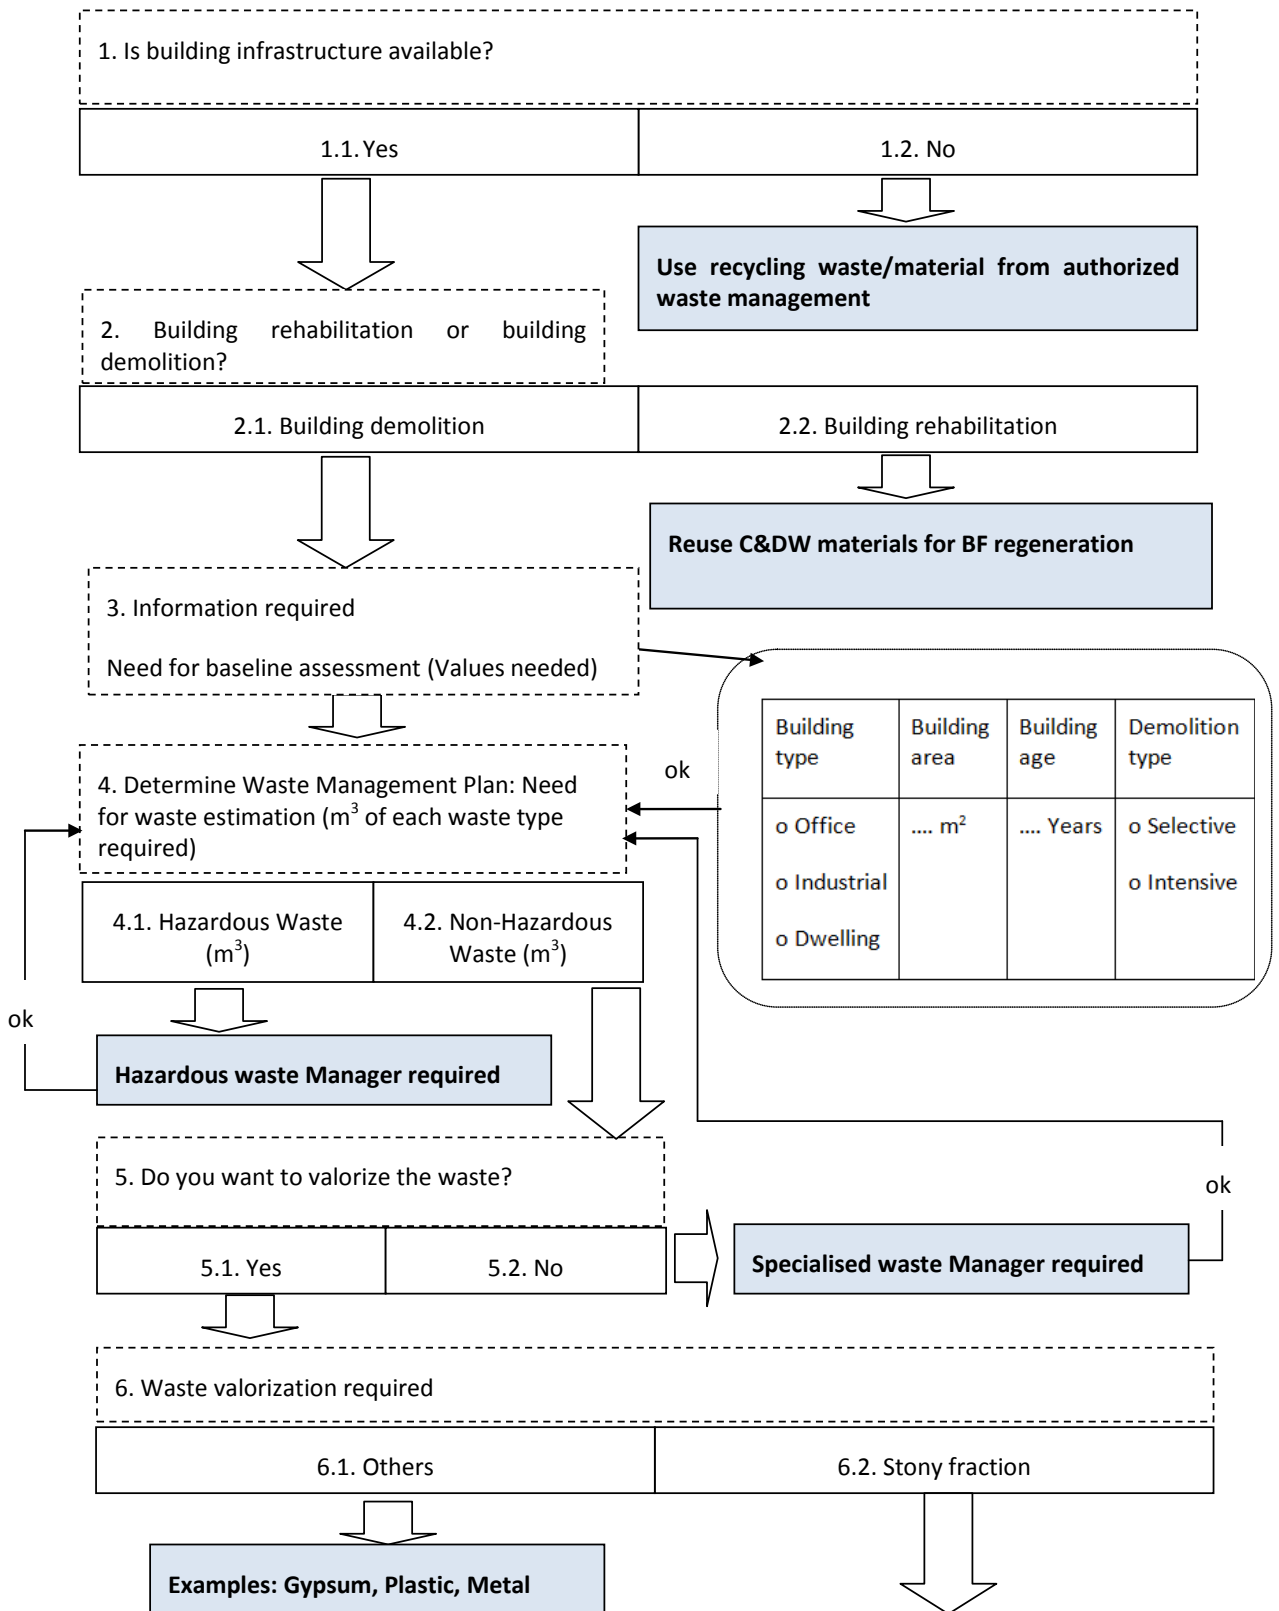 1. Is building infrastructure available?
1.1. Yes
1.2. No
Use recycling waste/material from authorized
waste management
2. Building rehabilitation or building
demolition?
2.1. Building demolition
2.2. Building rehabilitation
Reuse C&DW materials for BF regeneration
3. Information required
Need for baseline assessment (Values needed)
Building
type
Building
area
Building
age
Demolition
type
o Office
o Industrial
o Dwelling
.... m²
.... Years
o Selective
o Intensive
ok
4. Determine Waste Management Plan: Need
for waste estimation (m³ of each waste type
required)
4.1. Hazardous Waste
(m³)
4.2. Non-Hazardous
Waste (m³)
ok
Hazardous waste Manager required
5. Do you want to valorize the waste?
5.1. Yes
5.2. No
Specialised waste Manager required
ok
6. Waste valorization required
6.1. Others
6.2. Stony fraction
Examples: Gypsum, Plastic, Metal